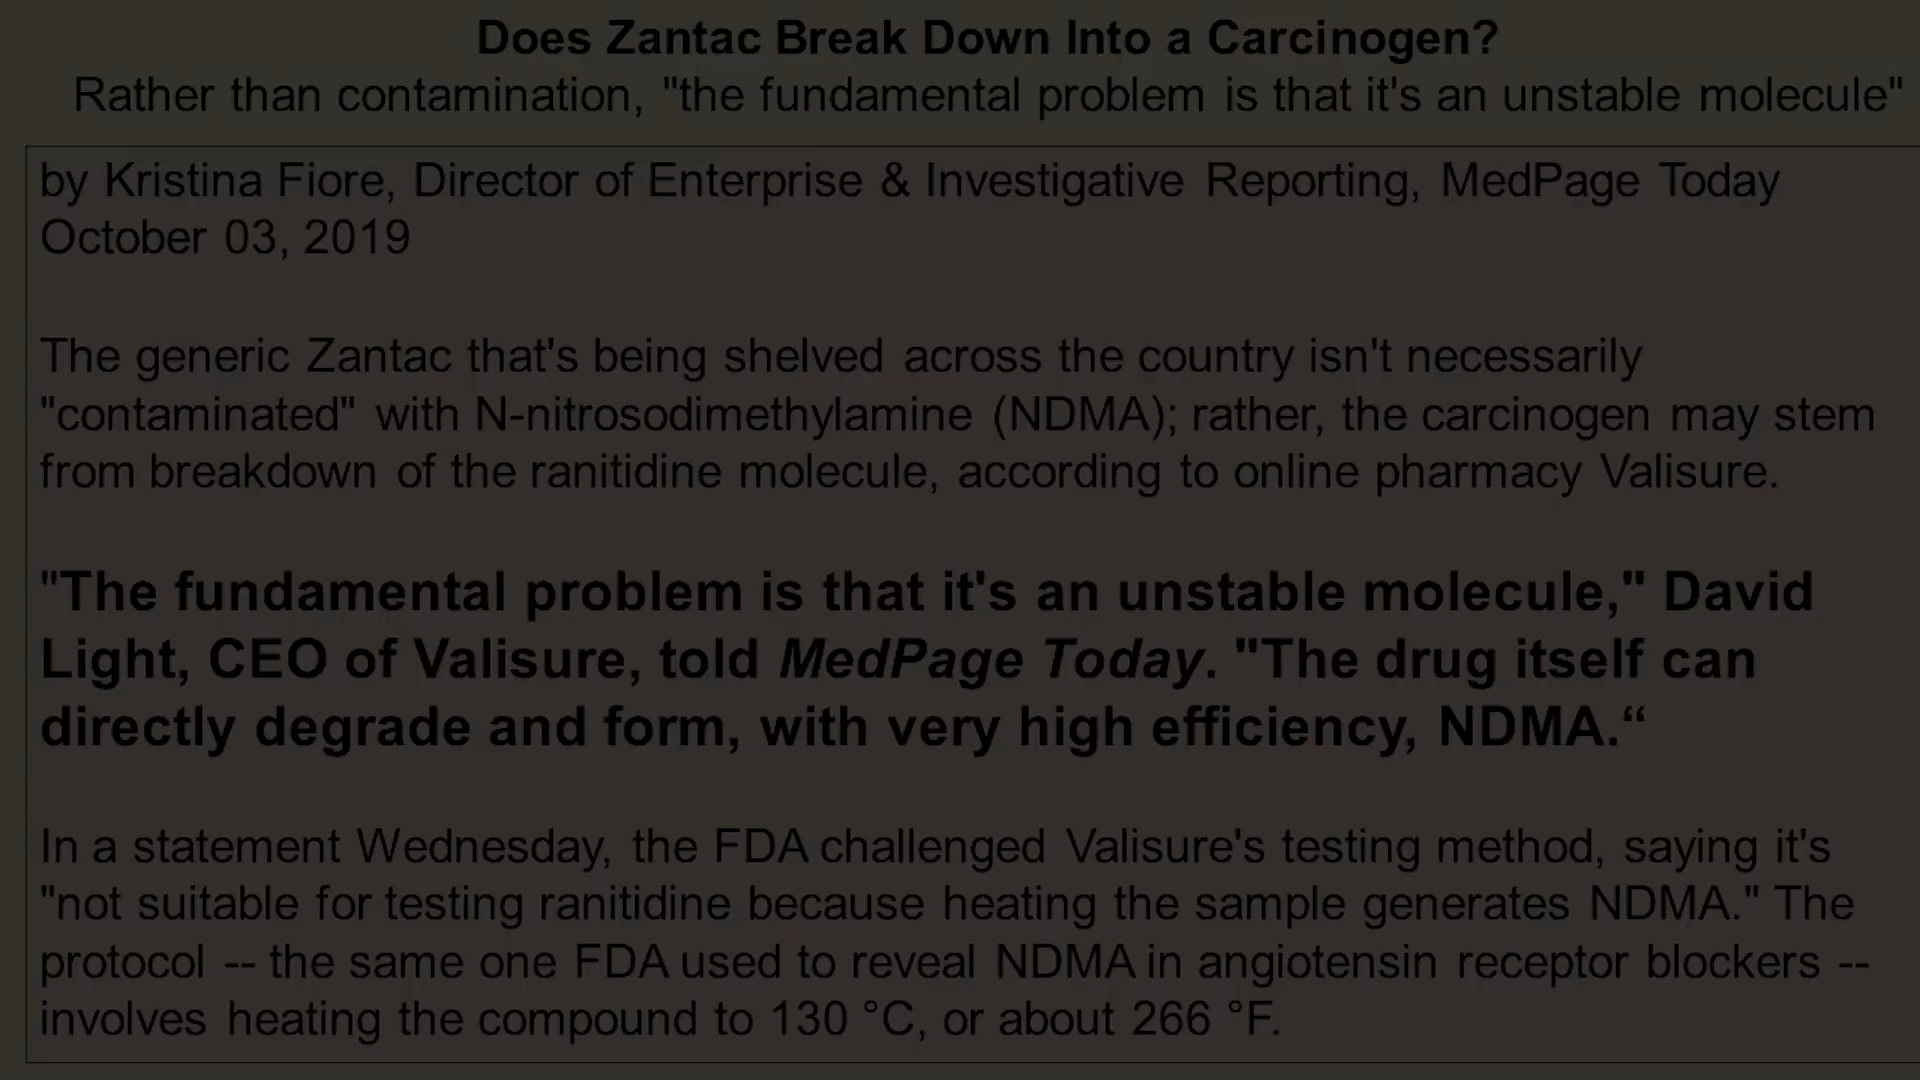 Does Zantac Break Down Into a Carcinogen?
Rather than contamination, "the fundamental problem is that it's an unstable molecule"
by Kristina Fiore, Director of Enterprise & Investigative Reporting, MedPage Today
October 03, 2019
The generic Zantac that's being shelved across the country isn't necessarily
"contaminated" with N-nitrosodimethylamine (NDMA); rather, the carcinogen may stem
from breakdown of the ranitidine molecule, according to online pharmacy Valisure.
"The fundamental problem is that it's an unstable molecule," David
Light, CEO of Valisure, told MedPage Today. "The drug itself can
directly degrade and form, with very high efficiency, NDMA.“
In a statement Wednesday, the FDA challenged Valisure's testing method, saying it's
"not suitable for testing ranitidine because heating the sample generates NDMA." The
protocol -- the same one FDA used to reveal NDMA in angiotensin receptor blockers --
involves heating the compound to 130 °C, or about 266 °F.